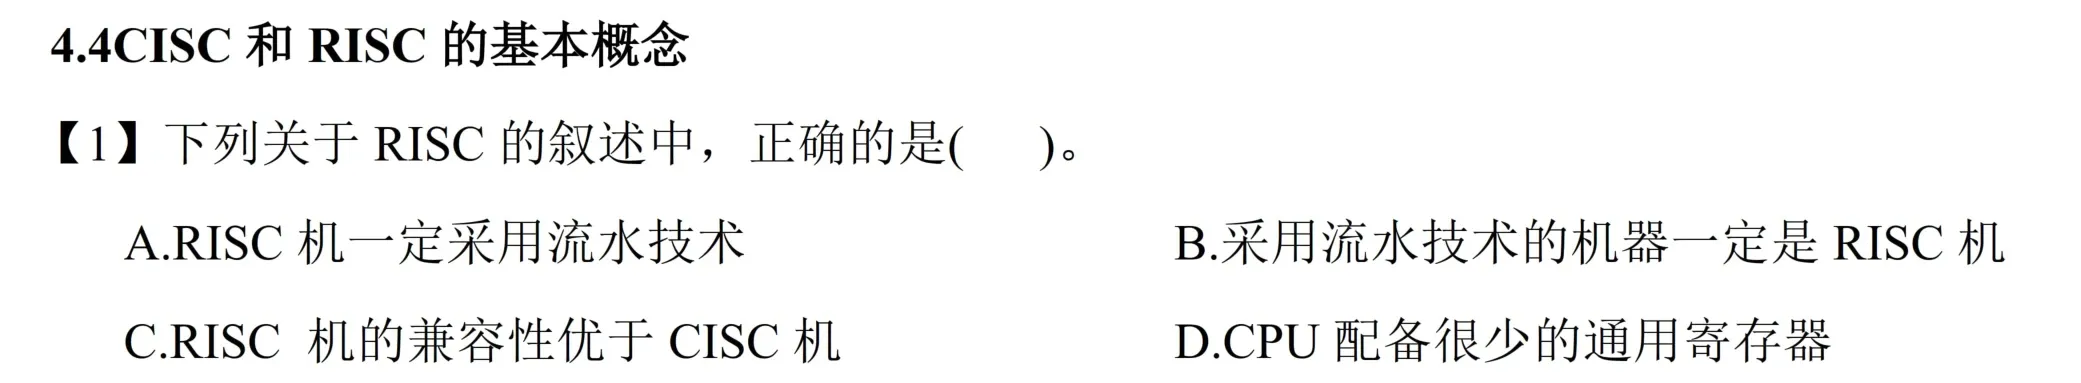 4.4CISC 和 RISC 的基本概念
【1】下列关于 RISC 的叙述中，正确的是(    )。
A.RISC 机一定采用流水技术 B.采用流水技术的机器一定是 RISC 机
C.RISC 机的兼容性优于 CISC 机 D.CPU 配备很少的通用寄存器